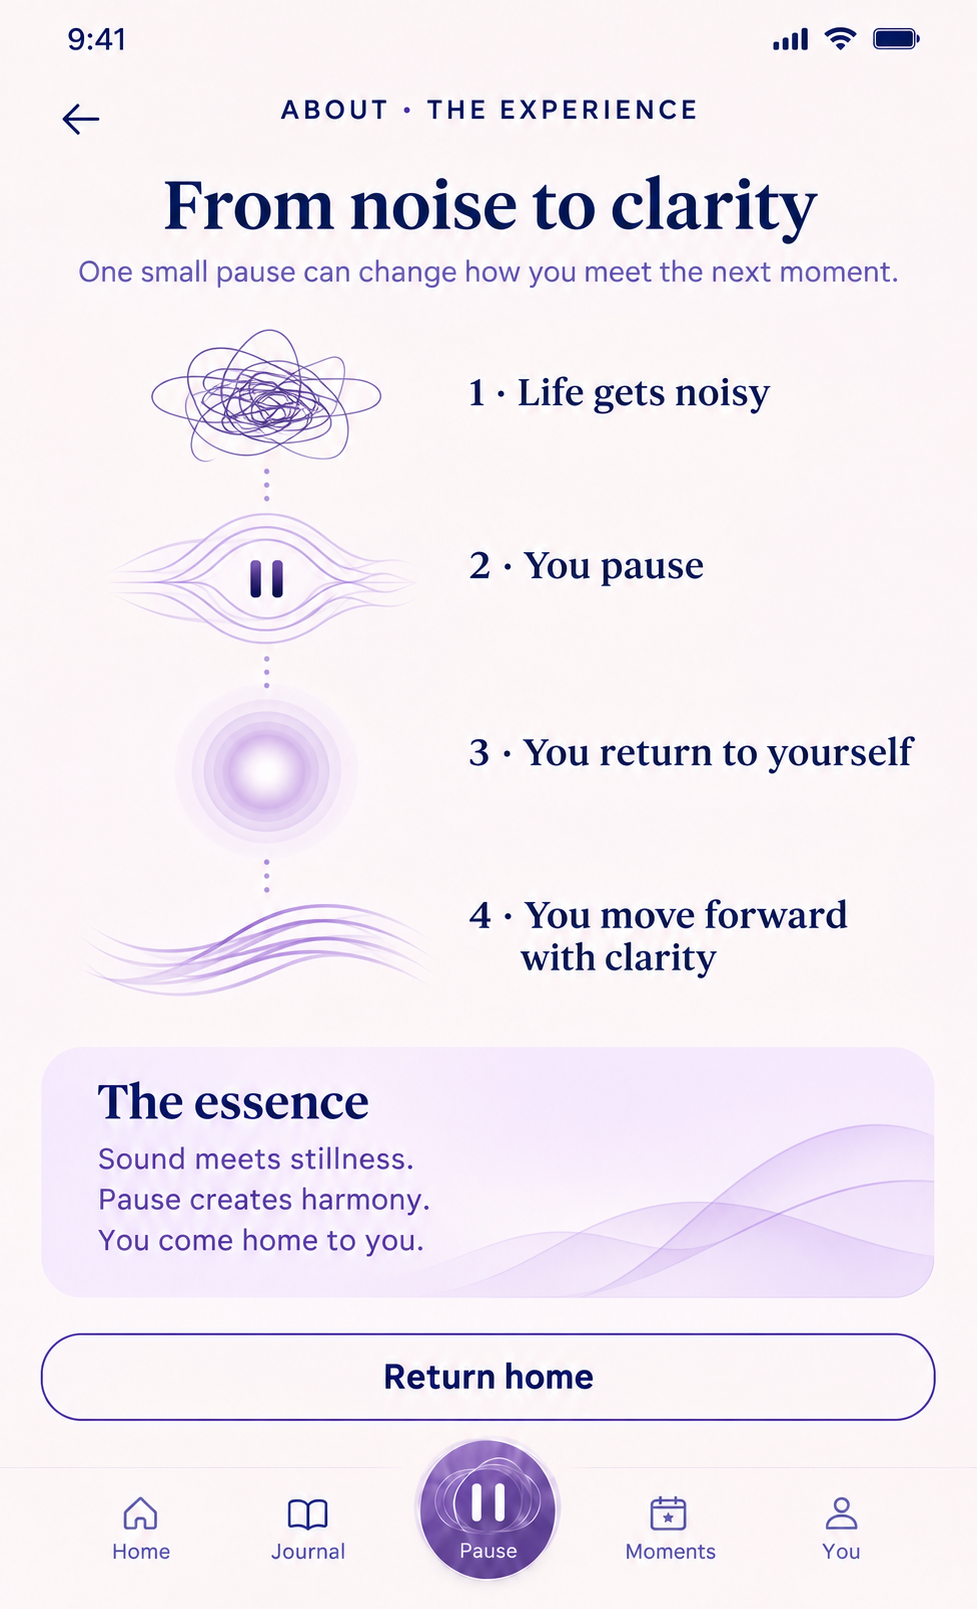 9:41
ABOUT • THE EXPERIENCE
From noise to clarity
One small pause can change how you meet the next moment.
1 · Life gets noisy
2 · You pause
3 · You return to yourself
4 · You move forward
with clarity
The essence
Sound meets stillness.
Pause creates harmony.
You come home to you.
Return home
Home
Journal
Pause
Moments
You